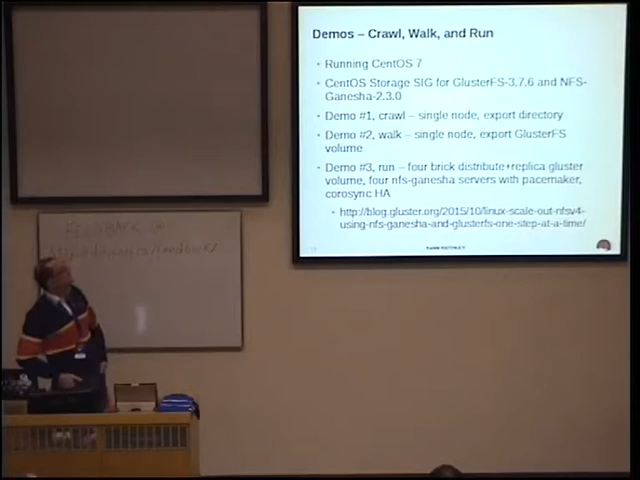 Demos – Crawl, Walk, and Run
Running CentOS 7
CentOS Storage SIG for GlusterFS-3.7.6 and NFS-
Ganesha-2.3.0
Demo #1, crawl – single node, export directory
Demo #2, walk – single node, export GlusterFS
volume
Demo #3, run – four brick distribute+replica gluster
volume, four nfs-ganesha servers with pacemaker,
corosync HA
http://blog.gluster.org/2015/10/linux-scale-out-nfsv4-
using-nfs-ganesha-and-glusterfs-one-step-at-a-time/
FEEDBACK @